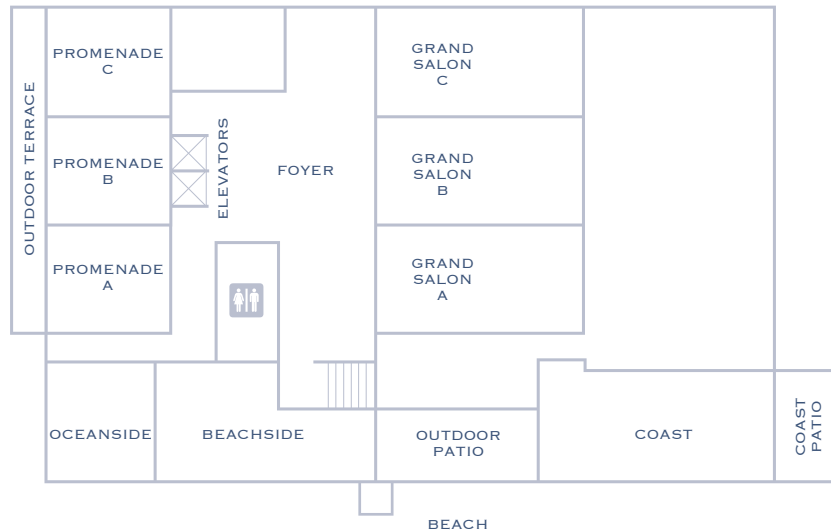 PROMENADE
C
GRAND
SALON
C
OUTDOOR TERRACE
PROMENADE
B
ELEVATORS
FOYER
GRAND
SALON
B
PROMENADE
A
GRAND
SALON
A
OCEANSIDE
BEACHSIDE
OUTDOOR
PATIO
COAST
COAST
PATIO
BEACH